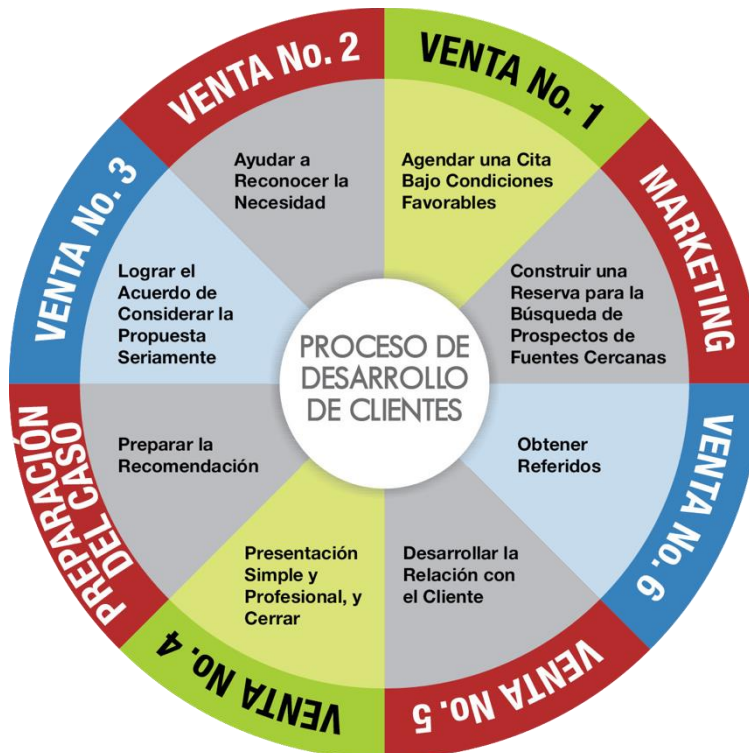 VENTA No. 2
VENTA No. 1
Ayudar a
Reconocer la
Necesidad
Agendar una Cita
Bajo Condiciones
Favorables
VENTA No. 3
MARKETING
Lograr el
Acuerdo de
Considerar la
Propuesta
Seriamente
Construir una
Reserva para la
Búsqueda de
Prospectos de
Fuentes Cercanas
PROCESO DE
DESARROLLO
DE CLIENTES
PREPARACIÓN
DEL CASO
Preparar la
Recomendación
Obtener
Referidos
VENTA No. 6
Presentación
Simple y
Profesional, y
Cerrar
Desarrollar la
Relación con
el Cliente
VENTA No. 4
VENTA No. 5